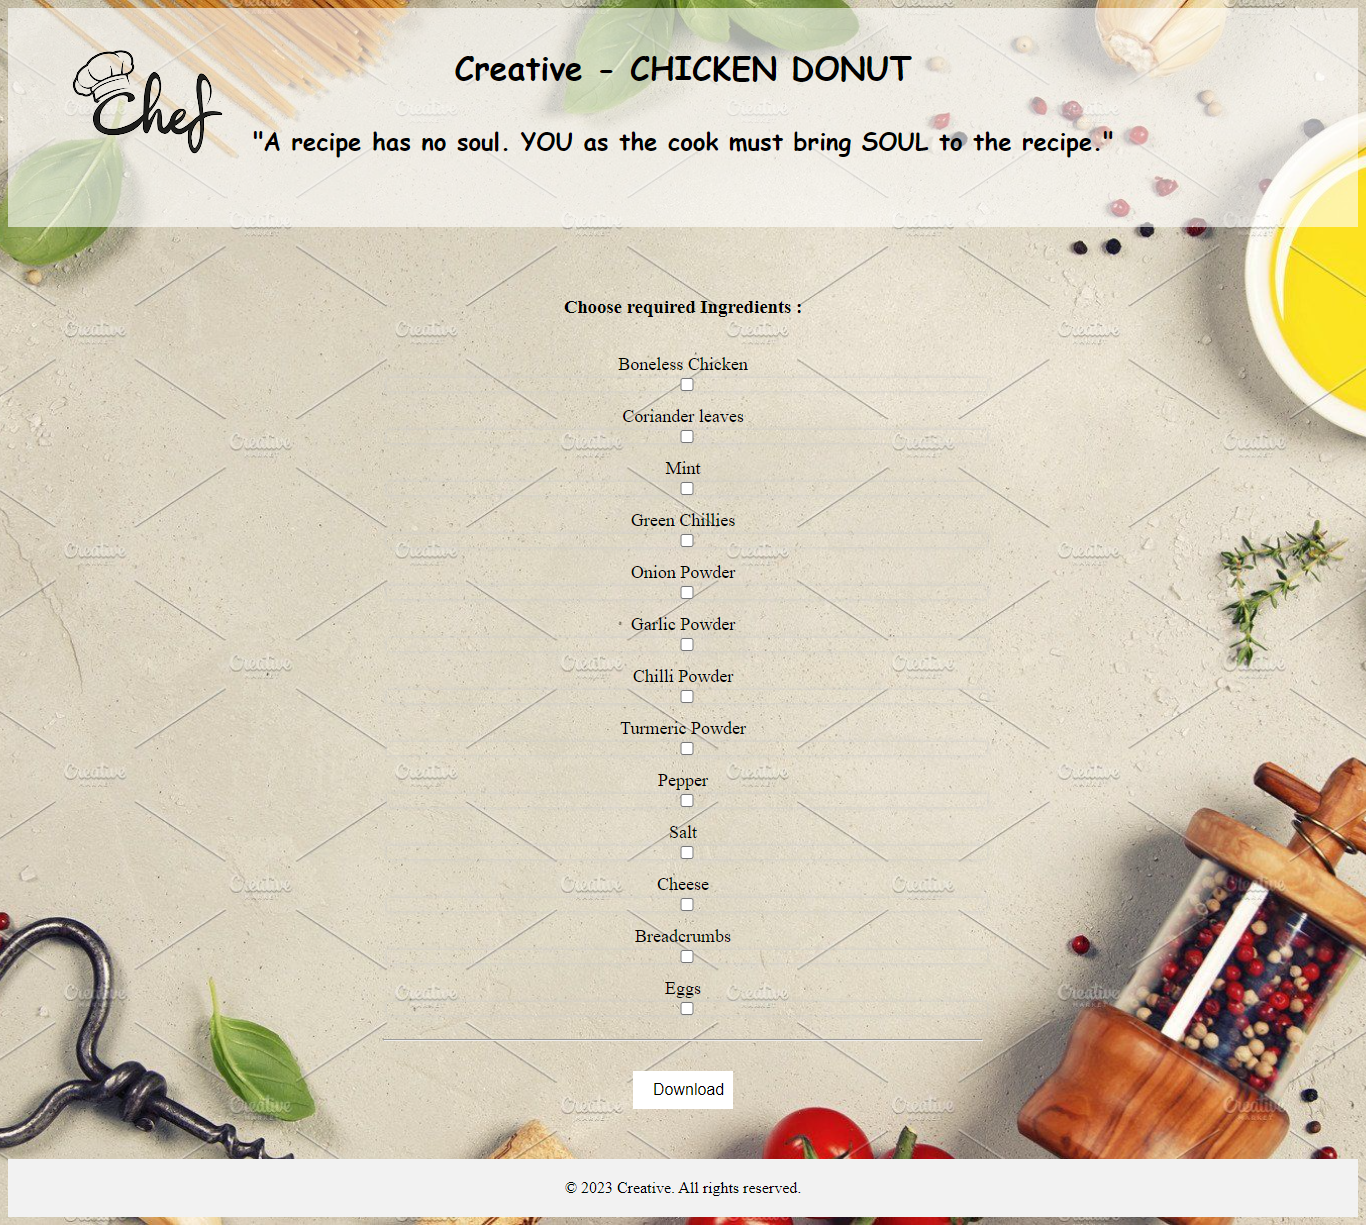 Chef
Creative - CHICKEN DONUT
"A recipe has no soul. YOU as the cook must bring SOUL to the recipe."
Choose required Ingredients :
Boneless Chicken
Coriander leaves
Mint
Green Chillies
Onion Powder
Garlic Powder
Chilli Powder
Turmeric Powder
Pepper
Salt
Cheese
Breadcrumbs
Eggs
Download
© 2023 Creative. All rights reserved.
Creative
MARKET